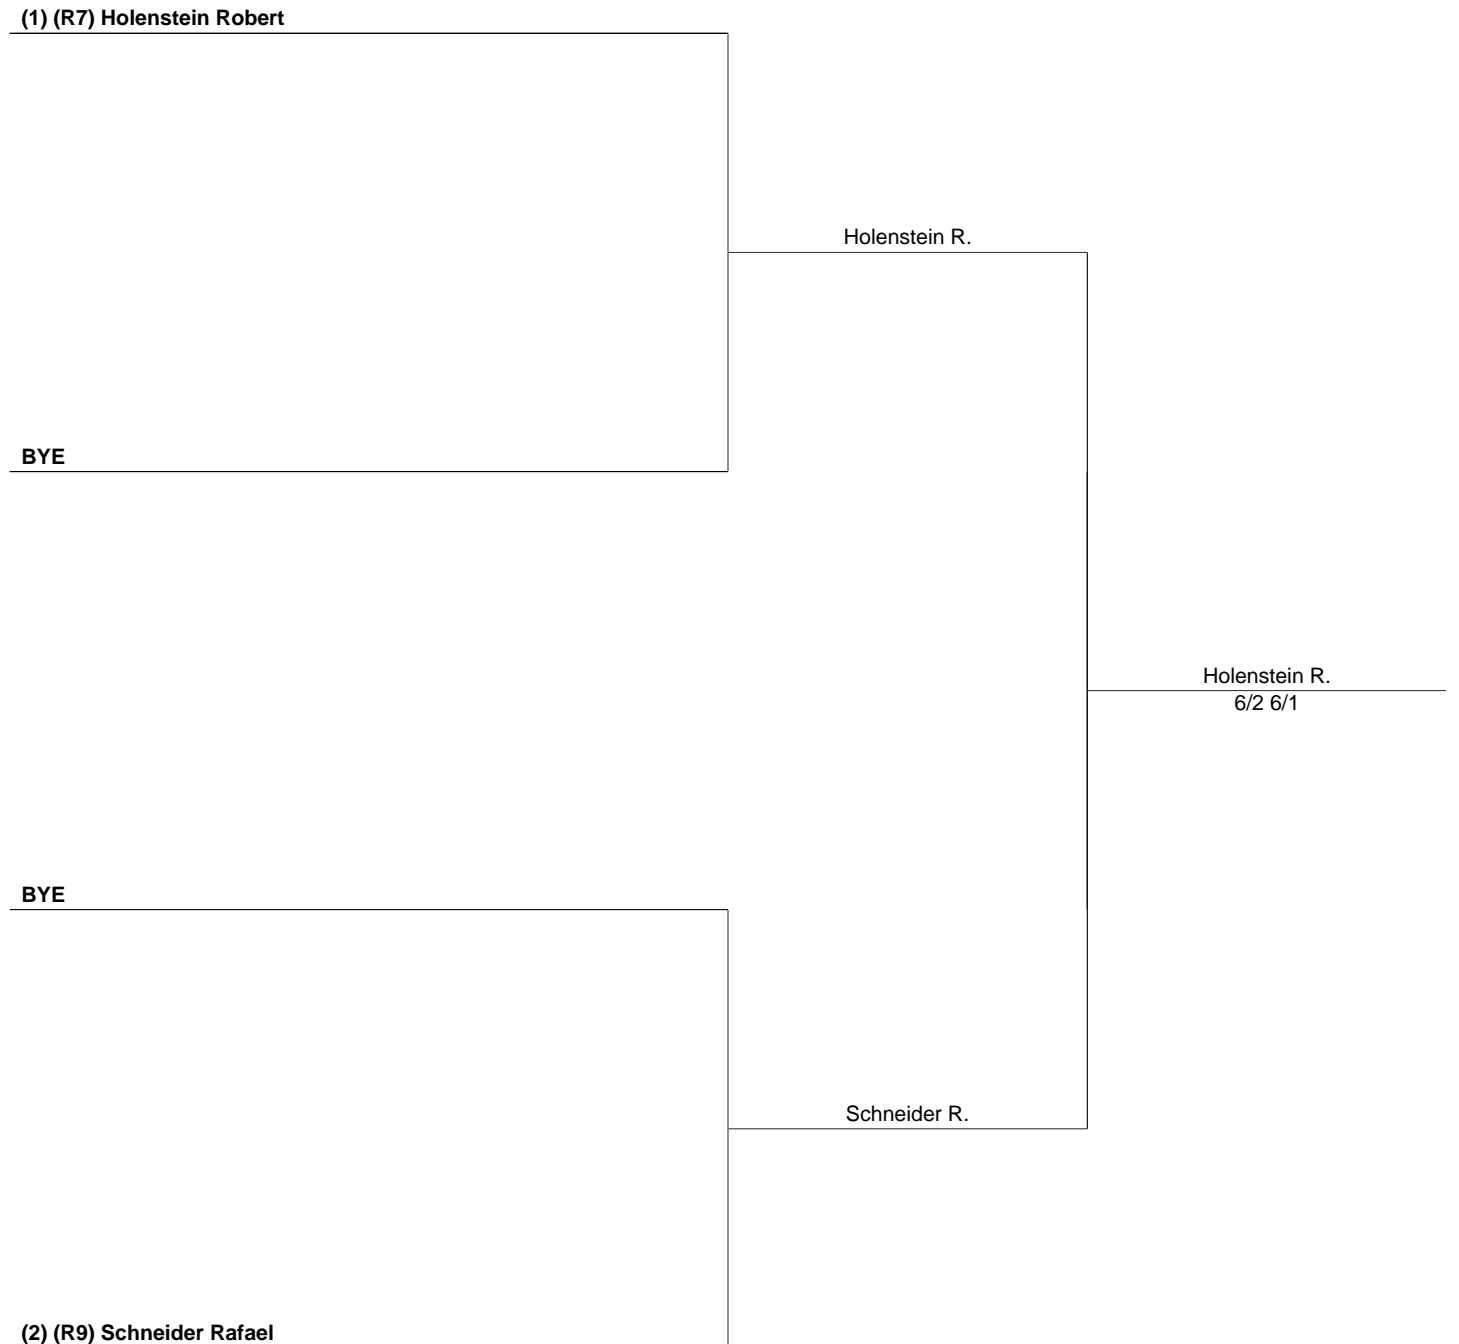 (1) (R7) Holenstein Robert
Holenstein R.
BYE
Holenstein R.
6/2 6/1
BYE
Schneider R.
(2) (R9) Schneider Rafael